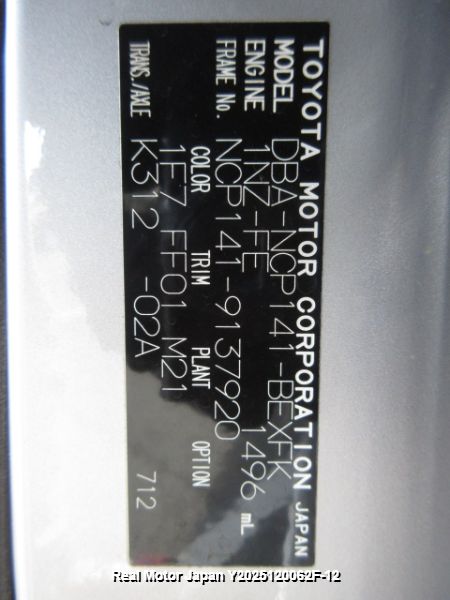 TOYOTA MOTOR CORPORATION JAPAN
MODEL DBA-NCP141-BEXFK
ENGINE 1NZ-FE 1496 mL
FRAME No. NCP141-9137920
COLOR TRIM PLANT OPTION
1F7 FF01 M21
TRANS./AXLE K312 -02A 712
Real Motor Japan Y2025120062F-12